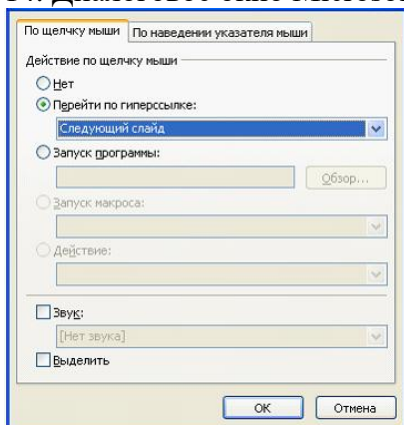 По щелчку мыши По наведении указателя мыши
Действие по щелчку мыши
Нет
Перейти по гиперссылке:
Следующий слайд
Запуск программы:
Обзор...
Запуск макроса:
Действие:
Звук:
[Нет звука]
Выделить
ОК Отмена